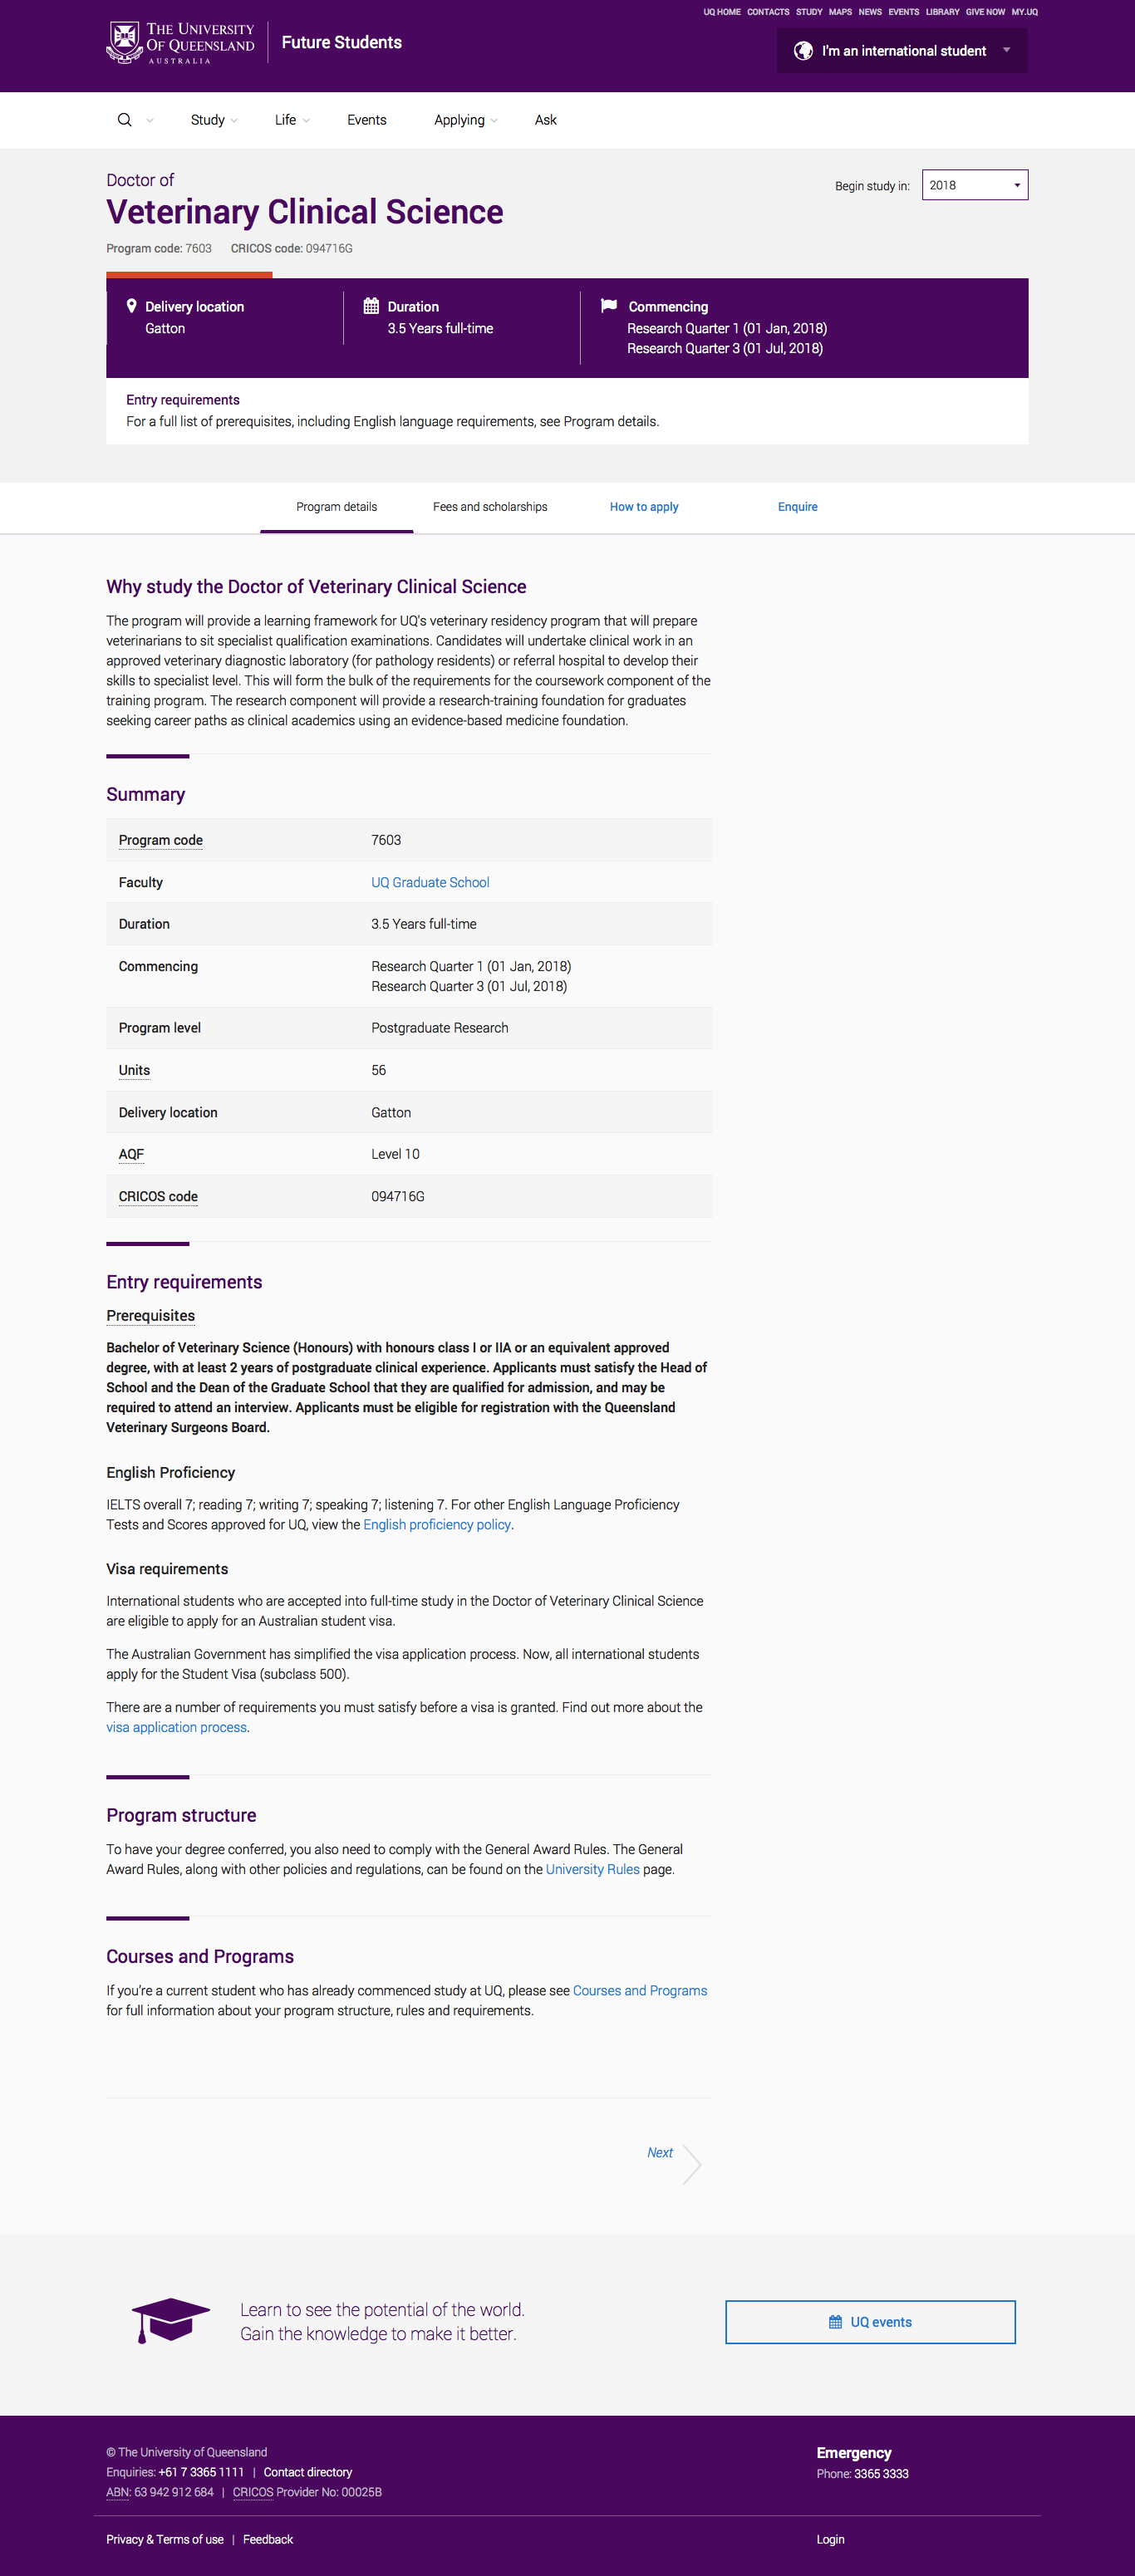 UQ HOME CONTACTS STUDY MAPS NEWS EVENTS LIBRARY GIVE NOW MY.UQ
THE UNIVERSITY
OF QUEENSLAND
AUSTRALIA
Future Students
I'm an international student
Study
Life
Events
Applying
Ask
Doctor of
Veterinary Clinical Science
Program code: 7603 CRICOS code: 094716G
Begin study in: 2018
Delivery location
Gatton
Duration
3.5 Years full-time
Commencing
Research Quarter 1 (01 Jan, 2018)
Research Quarter 3 (01 Jul, 2018)
Entry requirements
For a full list of prerequisites, including English language requirements, see Program details.
Program details
Fees and scholarships
How to apply
Enquire
Why study the Doctor of Veterinary Clinical Science
The program will provide a learning framework for UQ's veterinary residency program that will prepare
veterinarians to sit specialist qualification examinations. Candidates will undertake clinical work in an
approved veterinary diagnostic laboratory (for pathology residents) or referral hospital to develop their
skills to specialist level. This will form the bulk of the requirements for the coursework component of the
training program. The research component will provide a research-training foundation for graduates
seeking career paths as clinical academics using an evidence-based medicine foundation.
Summary
Program code 7603
Faculty UQ Graduate School
Duration 3.5 Years full-time
Commencing Research Quarter 1 (01 Jan, 2018)
Research Quarter 3 (01 Jul, 2018)
Program level Postgraduate Research
Units 56
Delivery location Gatton
AQF Level 10
CRICOS code 094716G
Entry requirements
Prerequisites
Bachelor of Veterinary Science (Honours) with honours class I or IIA or an equivalent approved
degree, with at least 2 years of postgraduate clinical experience. Applicants must satisfy the Head of
School and the Dean of the Graduate School that they are qualified for admission, and may be
required to attend an interview. Applicants must be eligible for registration with the Queensland
Veterinary Surgeons Board.
English Proficiency
IELTS overall 7; reading 7; writing 7; speaking 7; listening 7. For other English Language Proficiency
Tests and Scores approved for UQ, view the English proficiency policy.
Visa requirements
International students who are accepted into full-time study in the Doctor of Veterinary Clinical Science
are eligible to apply for an Australian student visa.
The Australian Government has simplified the visa application process. Now, all international students
apply for the Student Visa (subclass 500).
There are a number of requirements you must satisfy before a visa is granted. Find out more about the
visa application process.
Program structure
To have your degree conferred, you also need to comply with the General Award Rules. The General
Award Rules, along with other policies and regulations, can be found on the University Rules page.
Courses and Programs
If you're a current student who has already commenced study at UQ, please see Courses and Programs
for full information about your program structure, rules and requirements.
Next
Learn to see the potential of the world.
Gain the knowledge to make it better.
UQ events
© The University of Queensland
Enquiries: +61 7 3365 1111 | Contact directory
ABN: 63 942 912 684 | CRICOS Provider No: 00025B
Emergency
Phone: 3365 3333
Privacy & Terms of use | Feedback
Login